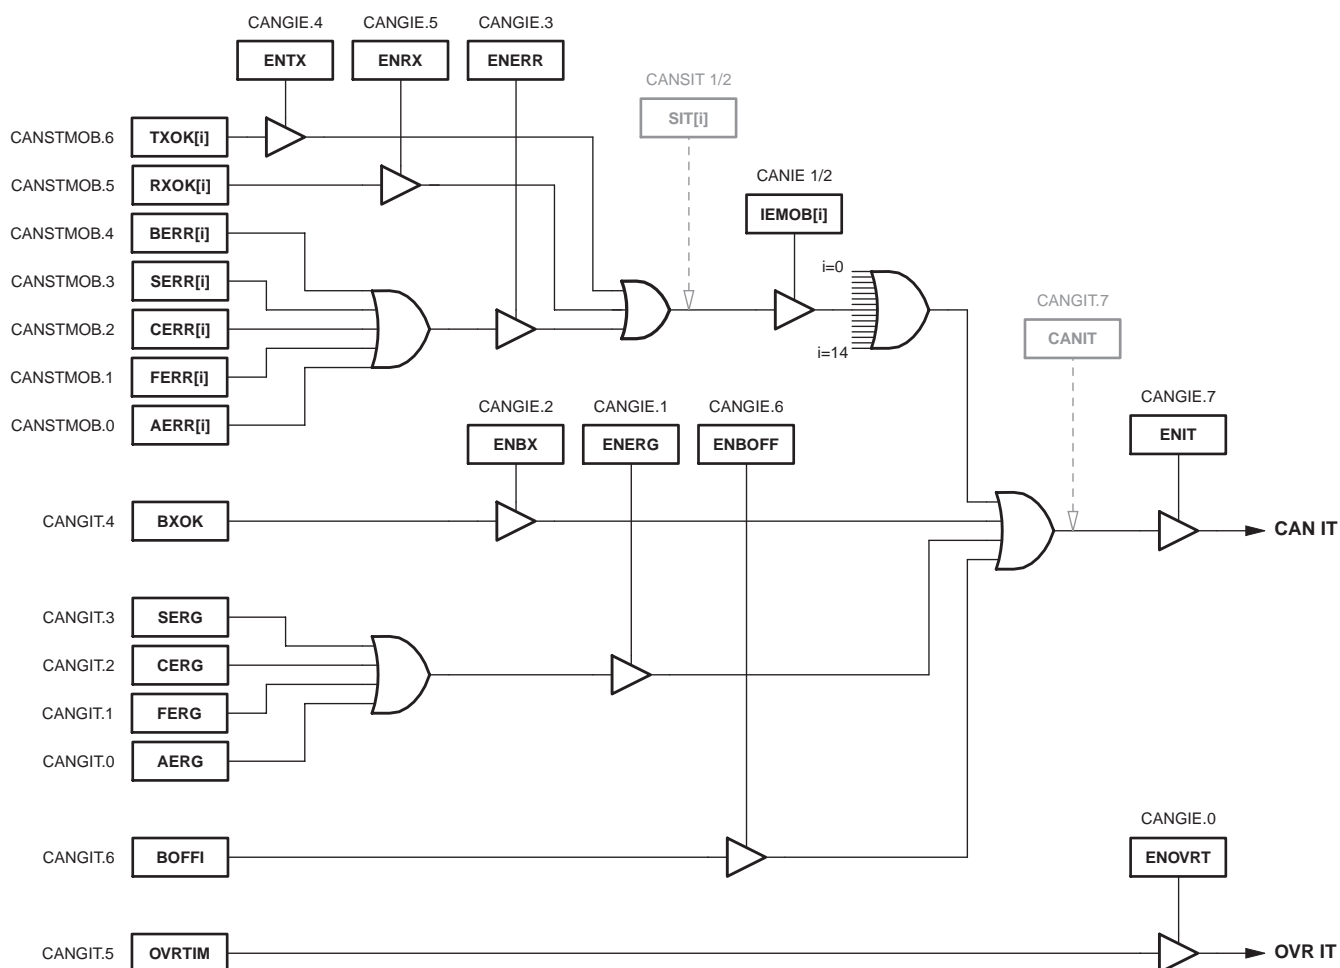 CANGIE.4 CANGIE.5 CANGIE.3
ENTX ENRX ENERR
CANSIT 1/2
SIT[i]
CANSTMOB.6 TXOK[i]
CANSTMOB.5 RXOK[i]
CANIE 1/2
IEMOB[i]
CANSTMOB.4 BERR[i]
CANSTMOB.3 SERR[i]
i=0
CANSTMOB.2 CERR[i]
CANGIT.7
CANIT
i=14
CANSTMOB.1 FERR[i]
CANSTMOB.0 AERR[i]
CANGIE.2 CANGIE.1 CANGIE.6
ENBX ENERG ENBOFF
CANGIE.7
ENIT
CANGIT.4 BXOK
CAN IT
CANGIT.3 SERG
CANGIT.2 CERG
CANGIT.1 FERG
CANGIT.0 AERG
CANGIE.0
ENOVRT
CANGIT.6 BOFFI
CANGIT.5 OVRTIM
OVR IT